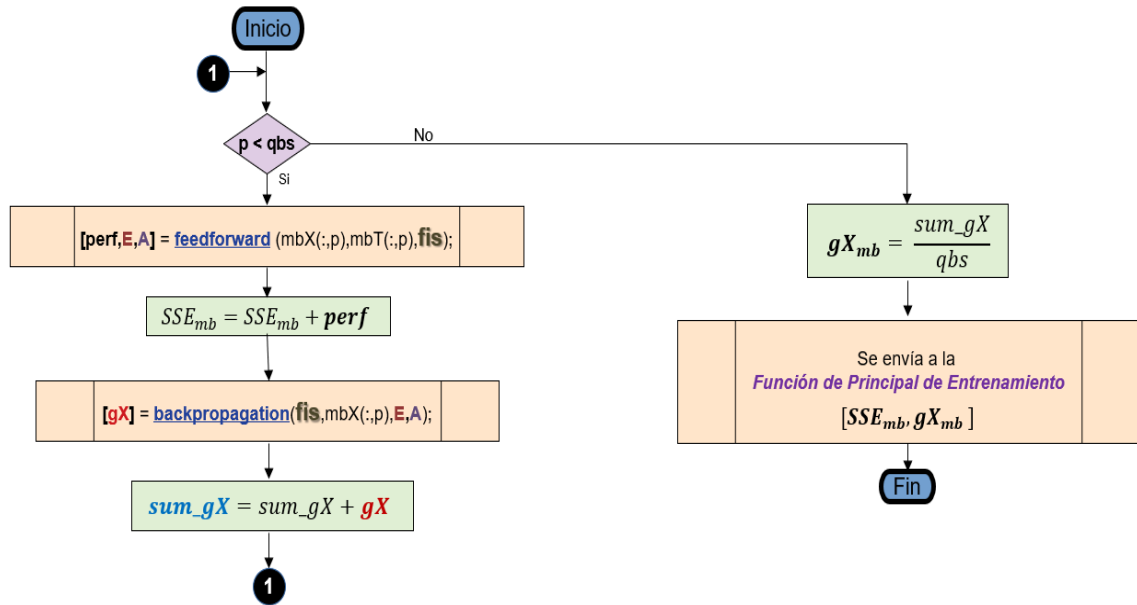 Inicio
1
p < qbs
No
Si
[perf,E,A] = feedforward (mbX(:,p),mbT(:,p),fis);
SSE_mb = SSE_mb + perf
[gX] = backpropagation(fis,mbX(:,p),E,A);
sum_gX = sum_gX + gX
1
gX_mb = sum_gX / qbs
Se envía a la
Función de Principal de Entrenamiento
[SSE_mb, gX_mb ]
Fin